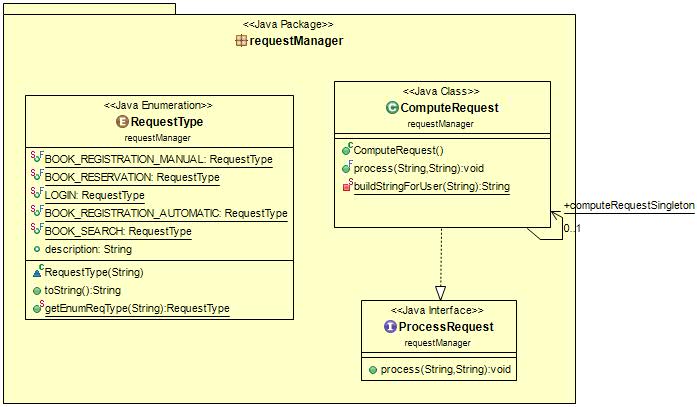 <<Java Package>>
requestManager
<<Java Enumeration>>
RequestType
requestManager
BOOK_REGISTRATION_MANUAL: RequestType
BOOK_RESERVATION: RequestType
LOGIN: RequestType
BOOK_REGISTRATION_AUTOMATIC: RequestType
BOOK_SEARCH: RequestType
description: String
RequestType(String)
toString():String
getEnumReqType(String):RequestType
<<Java Class>>
ComputeRequest
requestManager
ComputeRequest()
process(String,String):void
buildStringForUser(String):String
+computeRequestSingleton
0..1
<<Java Interface>>
ProcessRequest
requestManager
process(String,String):void